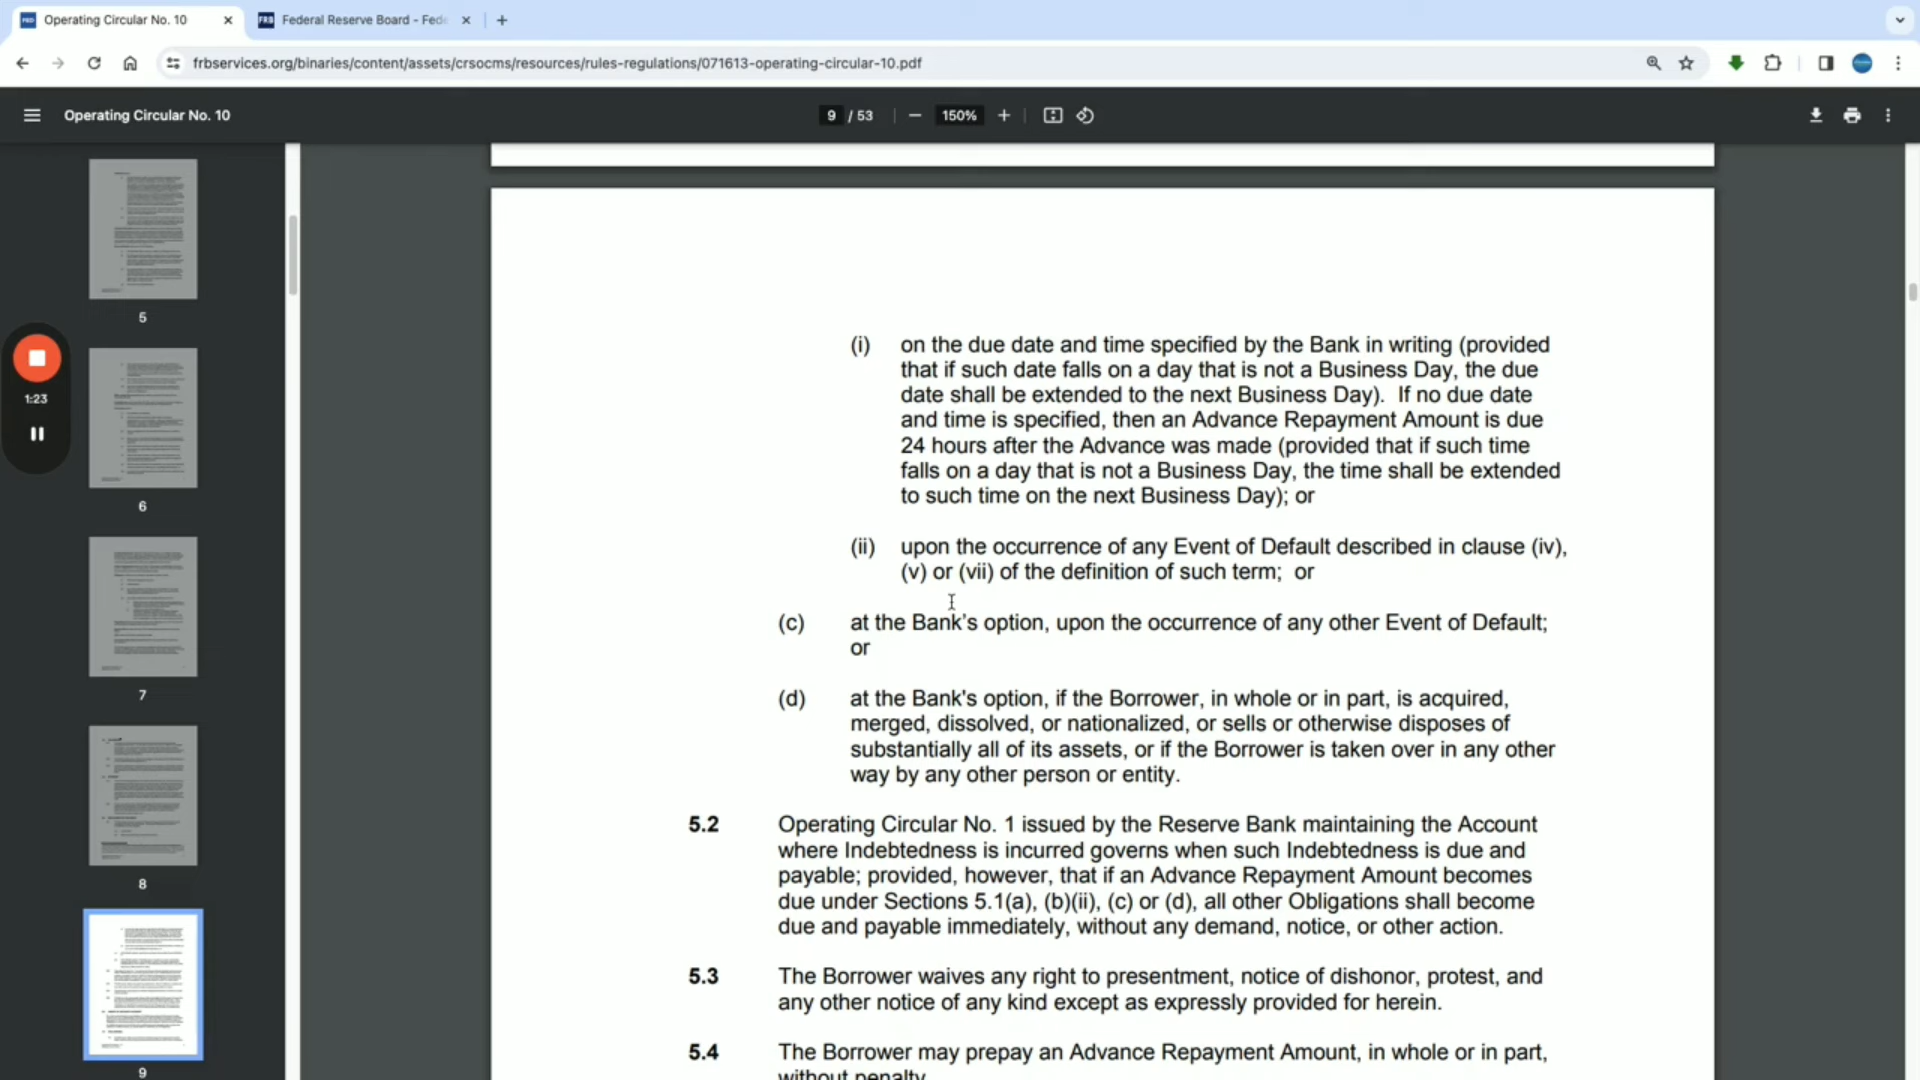 Operating Circular No. 10
Federal Reserve Board - Fede
frbservices.org/binaries/content/assets/crsocms/resources/rules-regulations/071613-operating-circular-10.pdf
Operating Circular No. 10
9 / 53
150%
5
6
7
8
9
1:23
(i) on the due date and time specified by the Bank in writing (provided
that if such date falls on a day that is not a Business Day, the due
date shall be extended to the next Business Day). If no due date
and time is specified, then an Advance Repayment Amount is due
24 hours after the Advance was made (provided that if such time
falls on a day that is not a Business Day, the time shall be extended
to such time on the next Business Day); or
(ii) upon the occurrence of any Event of Default described in clause (iv),
(v) or (vii) of the definition of such term; or
(c) at the Bank's option, upon the occurrence of any other Event of Default;
or
(d) at the Bank's option, if the Borrower, in whole or in part, is acquired,
merged, dissolved, or nationalized, or sells or otherwise disposes of
substantially all of its assets, or if the Borrower is taken over in any other
way by any other person or entity.
5.2 Operating Circular No. 1 issued by the Reserve Bank maintaining the Account
where Indebtedness is incurred governs when such Indebtedness is due and
payable; provided, however, that if an Advance Repayment Amount becomes
due under Sections 5.1(a), (b)(ii), (c) or (d), all other Obligations shall become
due and payable immediately, without any demand, notice, or other action.
5.3 The Borrower waives any right to presentment, notice of dishonor, protest, and
any other notice of any kind except as expressly provided for herein.
5.4 The Borrower may prepay an Advance Repayment Amount, in whole or in part,
without penalty